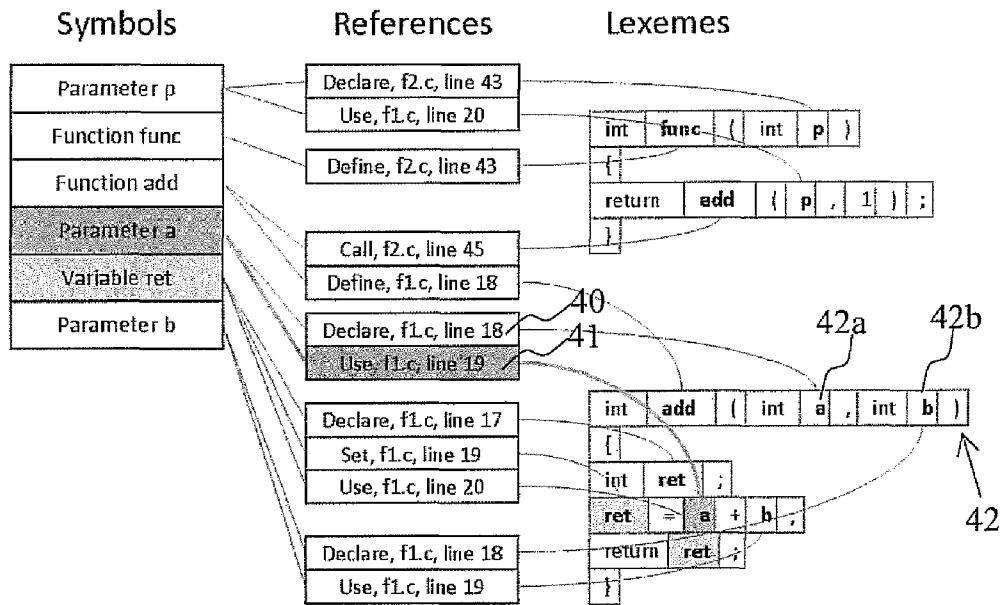 Symbols References Lexemes
Parameter p
Function func
Function add
Parameter a
Variable ret
Parameter b
Declare, f2.c, line 43
Use, f1.c, line 20
Define, f2.c, line 43
Call, f2.c, line 45
Define, f1.c, line 18
Declare, f1.c, line 18
Use, f1.c, line 19
Declare, f1.c, line 17
Set, f1.c, line 19
Use, f1.c, line 20
Declare, f1.c, line 18
Use, f1.c, line 19
int func ( int p )
{
return add ( p , 1 ) ;
}
40
41
42a
42b
int add ( int a , int b )
{
int ret ;
ret = a + b ,
return ret ;
}
42